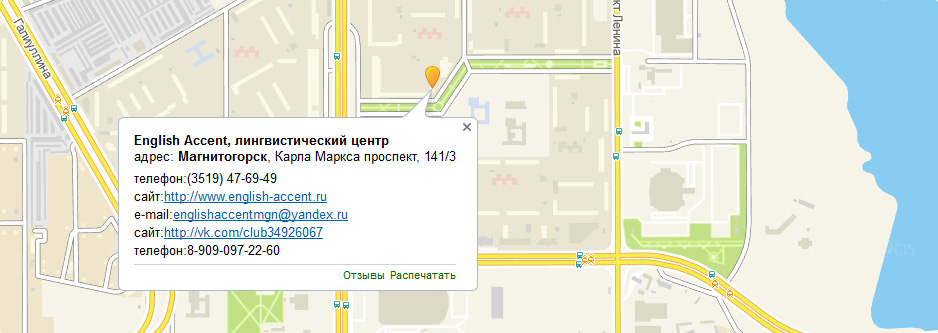 Галиуллина
кт Ленина
English Accent, лингвистический центр
адрес: Магнитогорск, Карла Маркса проспект, 141/3
телефон:(3519) 47-69-49
сайт:http://www.english-accent.ru
e-mail:englishaccentmgn@yandex.ru
сайт:http://vk.com/club34926067
телефон:8-909-097-22-60
Отзывы Распечатать
2GIS